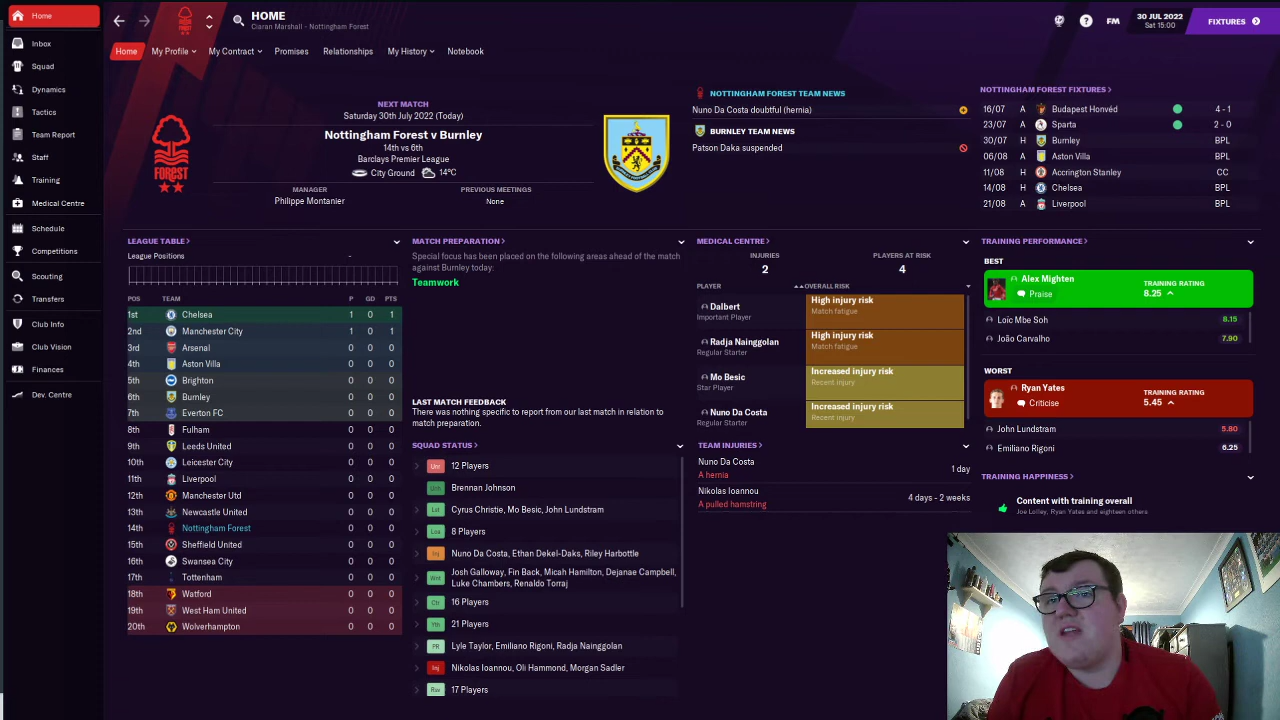 Home
Inbox
Squad
Dynamics
Tactics
Team Report
Staff
Training
Medical Centre
Schedule
Competitions
Scouting
Transfers
Club Info
Club Vision
Finances
Dev. Centre
HOME
Ciaran Marshall - Nottingham Forest
FM
30 JUL 2022
Sat 15:00
FIXTURES
Home
My Profile
My Contract
Promises
Relationships
My History
Notebook
NEXT MATCH
Saturday 30th July 2022 (Today)
Nottingham Forest v Burnley
14th vs 6th
Barclays Premier League
City Ground
14°C
MANAGER
Philippe Montanier
PREVIOUS MEETINGS
None
FOREST
NOTTINGHAM FOREST TEAM NEWS
Nuno Da Costa doubtful (hernia)
BURNLEY TEAM NEWS
Patson Daka suspended
NOTTINGHAM FOREST FIXTURES
16/07 A Budapest Honvéd 4 - 1
23/07 A Sparta 2 - 0
30/07 H Burnley BPL
06/08 A Aston Villa BPL
11/08 H Accrington Stanley CC
14/08 H Chelsea BPL
21/08 A Liverpool BPL
LEAGUE TABLE
League Positions -
POS TEAM P GD PTS
1st Chelsea 1 0 1
2nd Manchester City 1 0 1
3rd Arsenal 0 0 0
4th Aston Villa 0 0 0
5th Brighton 0 0 0
6th Burnley 0 0 0
7th Everton FC 0 0 0
8th Fulham 0 0 0
9th Leeds United 0 0 0
10th Leicester City 0 0 0
11th Liverpool 0 0 0
12th Manchester Utd 0 0 0
13th Newcastle United 0 0 0
14th Nottingham Forest 0 0 0
15th Sheffield United 0 0 0
16th Swansea City 0 0 0
17th Tottenham 0 0 0
18th Watford 0 0 0
19th West Ham United 0 0 0
20th Wolverhampton 0 0 0
MATCH PREPARATION
Special focus has been placed on the following areas ahead of the match
against Burnley today:
Teamwork
LAST MATCH FEEDBACK
There was nothing specific to report from our last match in relation to
match preparation.
SQUAD STATUS
Unr 12 Players
Unh Brennan Johnson
Lst Cyrus Christie, Mo Besic, John Lundstram
Loa 8 Players
Inj Nuno Da Costa, Ethan Dekel-Daks, Riley Harbottle
Wnt Josh Galloway, Fin Back, Micah Hamilton, Dejanae Campbell,
Luke Chambers, Renaldo Torraj
Ctr 16 Players
Yth 21 Players
PR Lyle Taylor, Emiliano Rigoni, Radja Nainggolan
Inj Nikolas Ioannou, Oli Hammond, Morgan Sadler
Rw 17 Players
MEDICAL CENTRE
INJURIES
2
PLAYERS AT RISK
4
PLAYER OVERALL RISK
Dalbert High injury risk
Important Player Match fatigue
Radja Nainggolan High injury risk
Regular Starter Match fatigue
Mo Besic Increased injury risk
Star Player Recent injury
Nuno Da Costa Increased injury risk
Regular Starter Recent injury
TEAM INJURIES
Nuno Da Costa
A hernia
1 day
Nikolas Ioannou
A pulled hamstring
4 days - 2 weeks
TRAINING PERFORMANCE
BEST
Alex Mighten
Praise
TRAINING RATING
8.25
Loïc Mbe Soh 8.15
João Carvalho 7.90
WORST
Ryan Yates
Criticise
TRAINING RATING
5.45
John Lundstram 5.80
Emiliano Rigoni 6.25
TRAINING HAPPINESS
Content with training overall
Joe Lolley, Ryan Yates and eighteen others